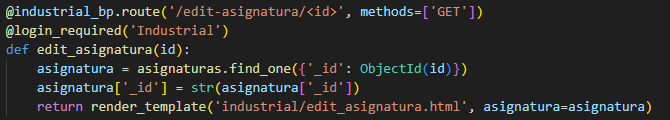 @industrial_bp.route('/edit-asignatura/<id>', methods=['GET'])
@login_required('Industrial')
def edit_asignatura(id):
    asignatura = asignaturas.find_one({'_id': ObjectId(id)})
    asignatura['_id'] = str(asignatura['_id'])
    return render_template('industrial/edit_asignatura.html', asignatura=asignatura)